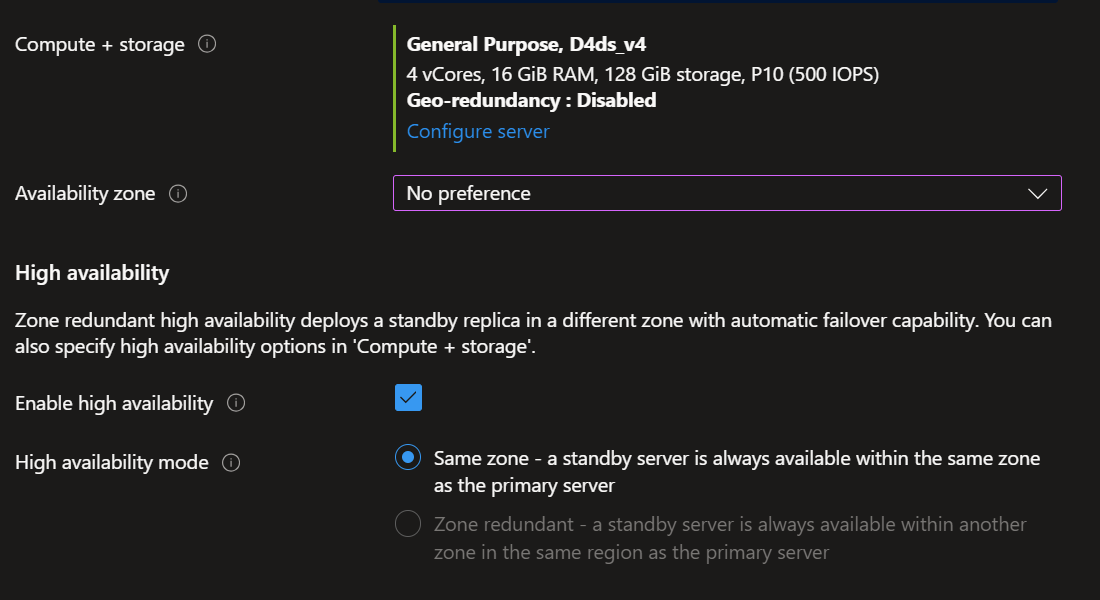 Compute + storage
General Purpose, D4ds_v4
4 vCores, 16 GiB RAM, 128 GiB storage, P10 (500 IOPS)
Geo-redundancy : Disabled
Configure server
Availability zone
No preference
High availability
Zone redundant high availability deploys a standby replica in a different zone with automatic failover capability. You can
also specify high availability options in 'Compute + storage'.
Enable high availability
High availability mode
Same zone - a standby server is always available within the same zone
as the primary server
Zone redundant - a standby server is always available within another
zone in the same region as the primary server